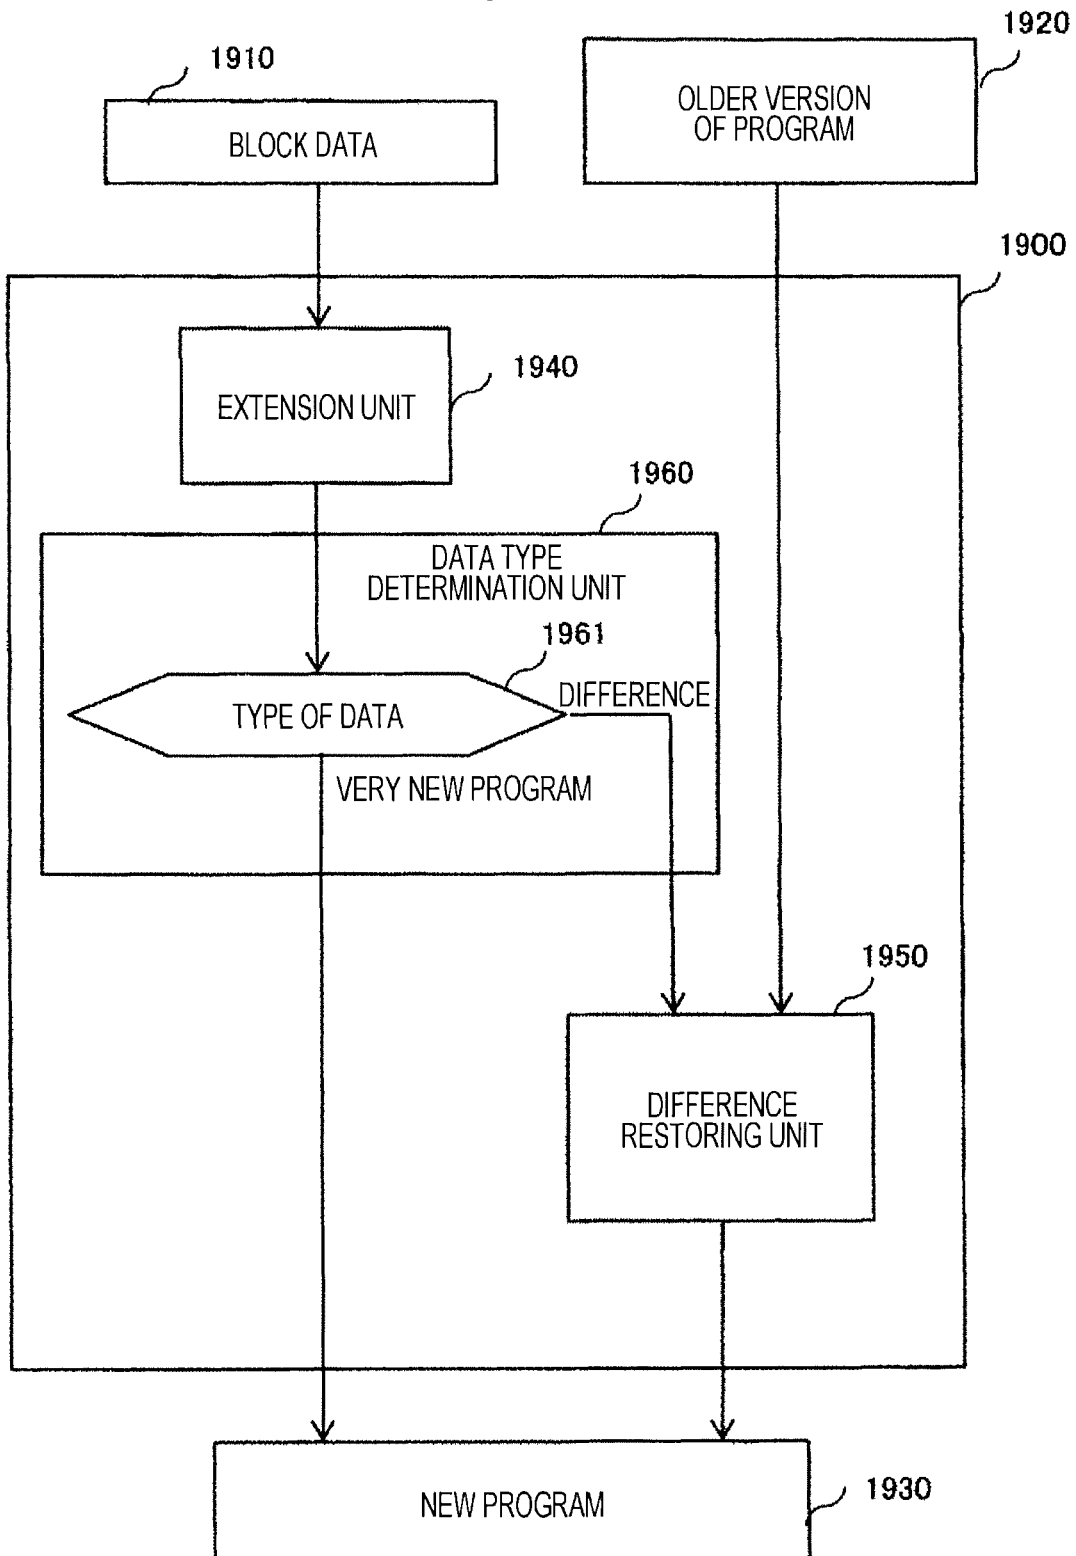 1920
1910
OLDER VERSION
OF PROGRAM
BLOCK DATA
1900
1940
EXTENSION UNIT
1960
DATA TYPE
DETERMINATION UNIT
1961
DIFFERENCE
TYPE OF DATA
VERY NEW PROGRAM
1950
DIFFERENCE
RESTORING UNIT
NEW PROGRAM
1930